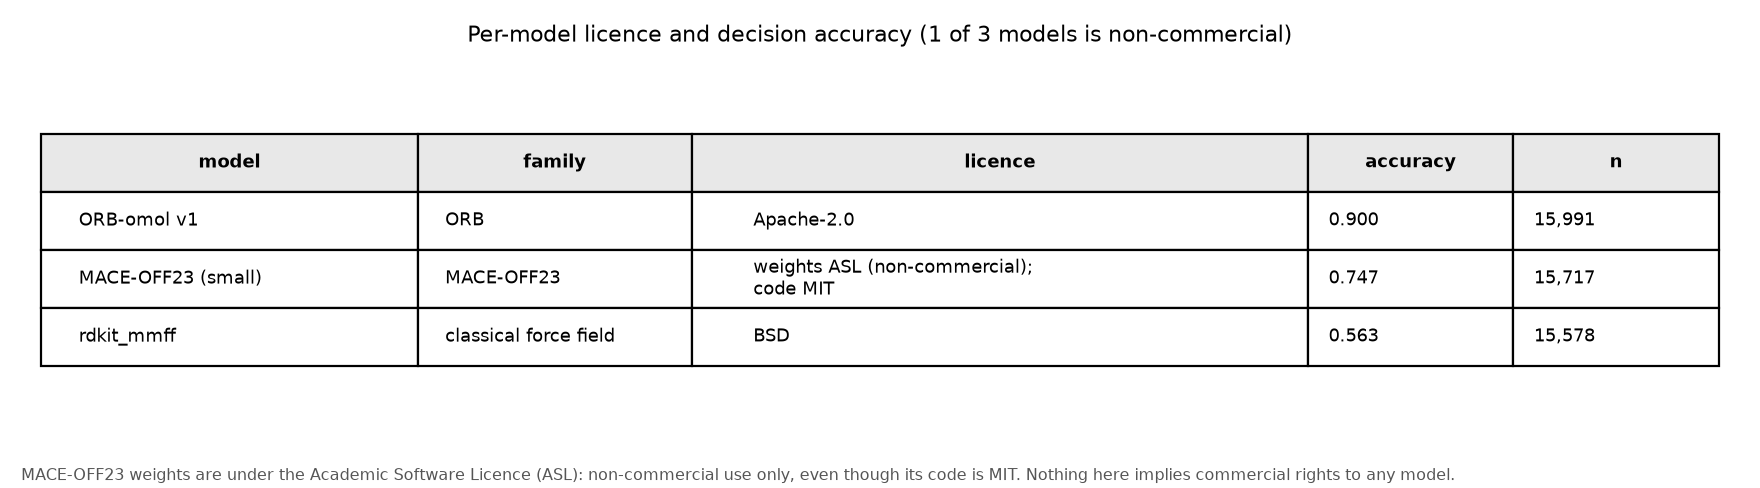 Per-model licence and decision accuracy (1 of 3 models is non-commercial)
model family licence accuracy n
ORB-omol v1 ORB Apache-2.0 0.900 15,991
MACE-OFF23 (small) MACE-OFF23 weights ASL (non-commercial);
code MIT 0.747 15,717
rdkit_mmff classical force field BSD 0.563 15,578
MACE-OFF23 weights are under the Academic Software Licence (ASL): non-commercial use only, even though its code is MIT. Nothing here implies commercial rights to any model.